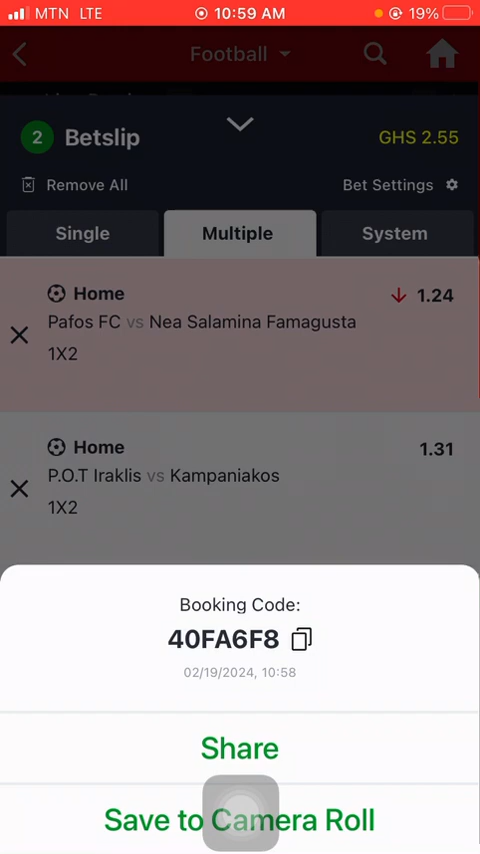 MTN LTE 10:59 AM 19%
Football
2 Betslip GHS 2.55
Remove All Bet Settings
Single Multiple System
Home 1.24
Pafos FC vs Nea Salamina Famagusta
1X2
Home 1.31
P.O.T Iraklis vs Kampaniakos
1X2
Booking Code:
40FA6F8
02/19/2024, 10:58
Share
Save to Camera Roll